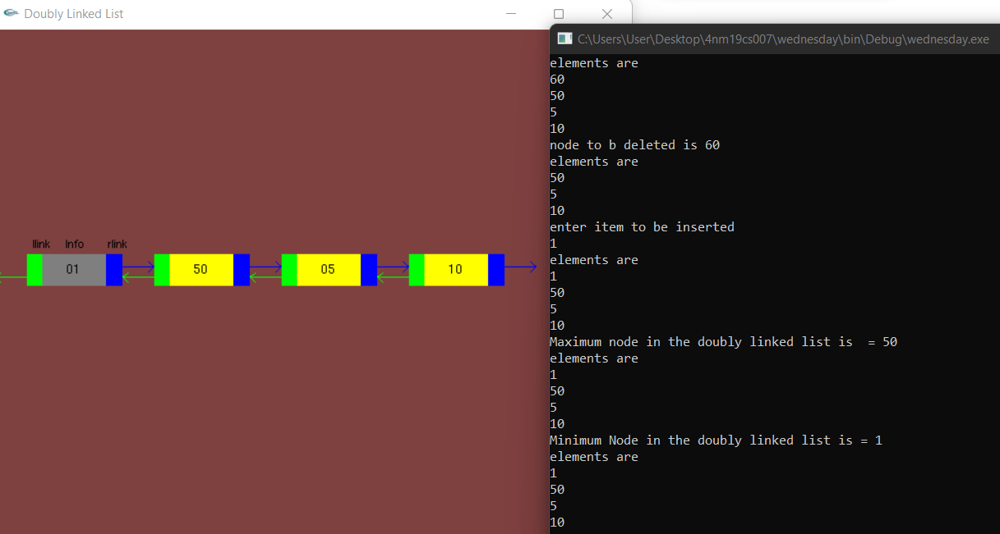 Doubly Linked List
llink Info rlink
01 50 05 10
C:\Users\User\Desktop\4nm19cs007\wednesday\bin\Debug\wednesday.exe
elements are
60
50
5
10
node to b deleted is 60
elements are
50
5
10
enter item to be inserted
1
elements are
1
50
5
10
Maximum node in the doubly linked list is  = 50
elements are
1
50
5
10
Minimum Node in the doubly linked list is = 1
elements are
1
50
5
10